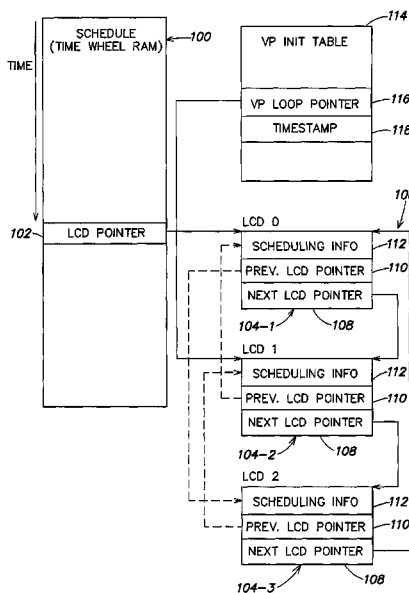 SCHEDULE
(TIME WHEEL RAM)
100
TIME
102
LCD POINTER
114
VP INIT TABLE
VP LOOP POINTER
116
TIMESTAMP
118
LCD 0
SCHEDULING INFO
112
PREV. LCD POINTER
110
NEXT LCD POINTER
104-1
108
LCD 1
SCHEDULING INFO
112
PREV. LCD POINTER
110
NEXT LCD POINTER
104-2
108
LCD 2
SCHEDULING INFO
112
PREV. LCD POINTER
110
NEXT LCD POINTER
104-3
108